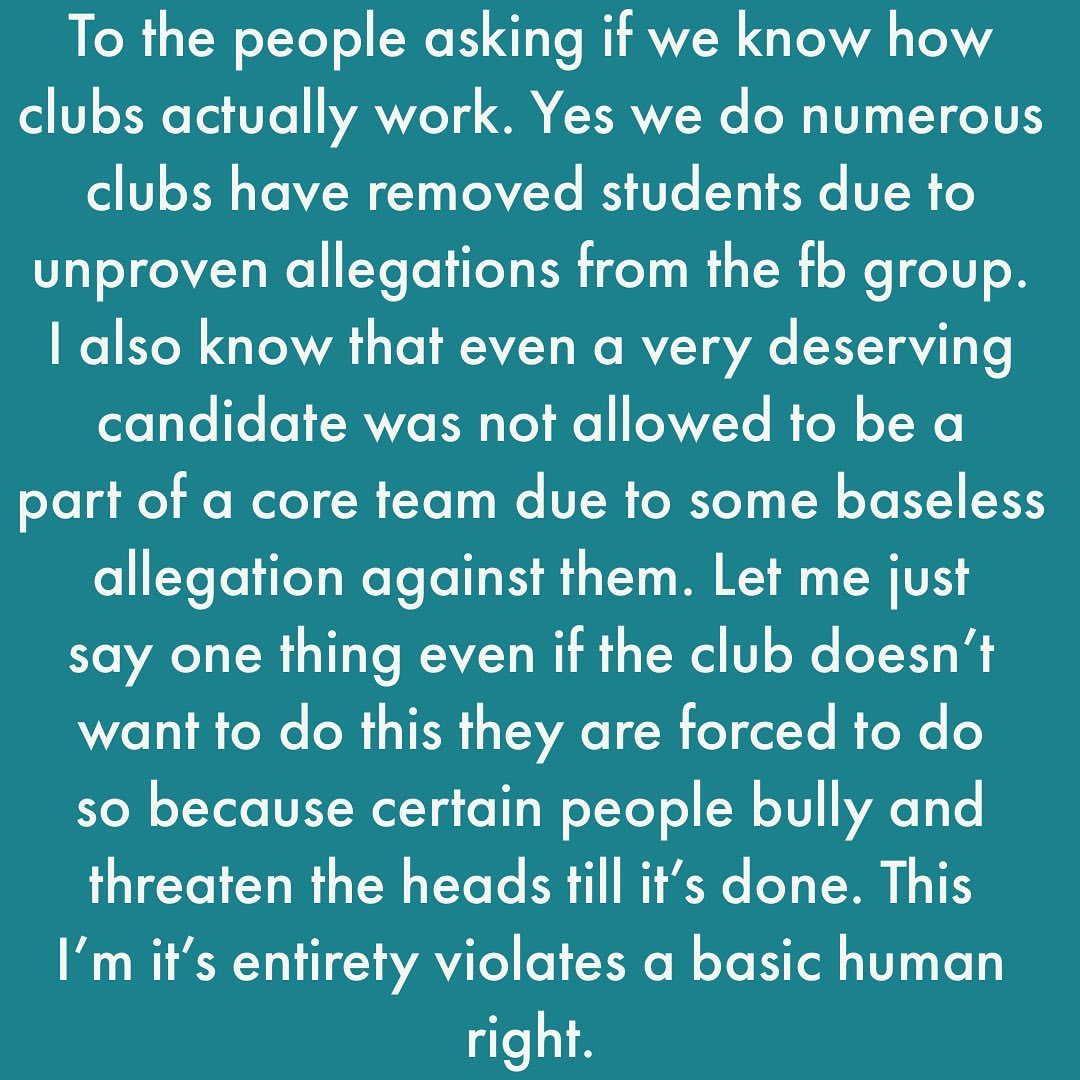 To the people asking if we know how
clubs actually work. Yes we do numerous
clubs have removed students due to
unproven allegations from the fb group.
I also know that even a very deserving
candidate was not allowed to be a
part of a core team due to some baseless
allegation against them. Let me just
say one thing even if the club doesn’t
want to do this they are forced to do
so because certain people bully and
threaten the heads till it’s done. This
I’m it’s entirety violates a basic human
right.